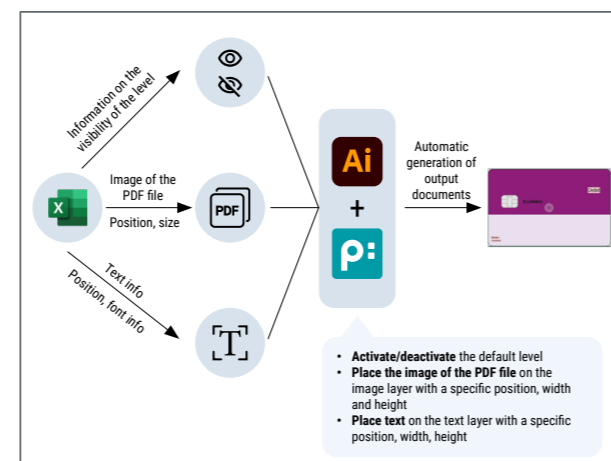 Information on the
visibility of the level
X
Image of the
PDF file
Position, size
PDF
Text info
Position, font info
T
Ai
+
p:
Automatic
generation of
output
documents
Debit
• Activate/deactivate the default level
• Place the image of the PDF file on the
image layer with a specific position, width
and height
• Place text on the text layer with a specific
position, width, height